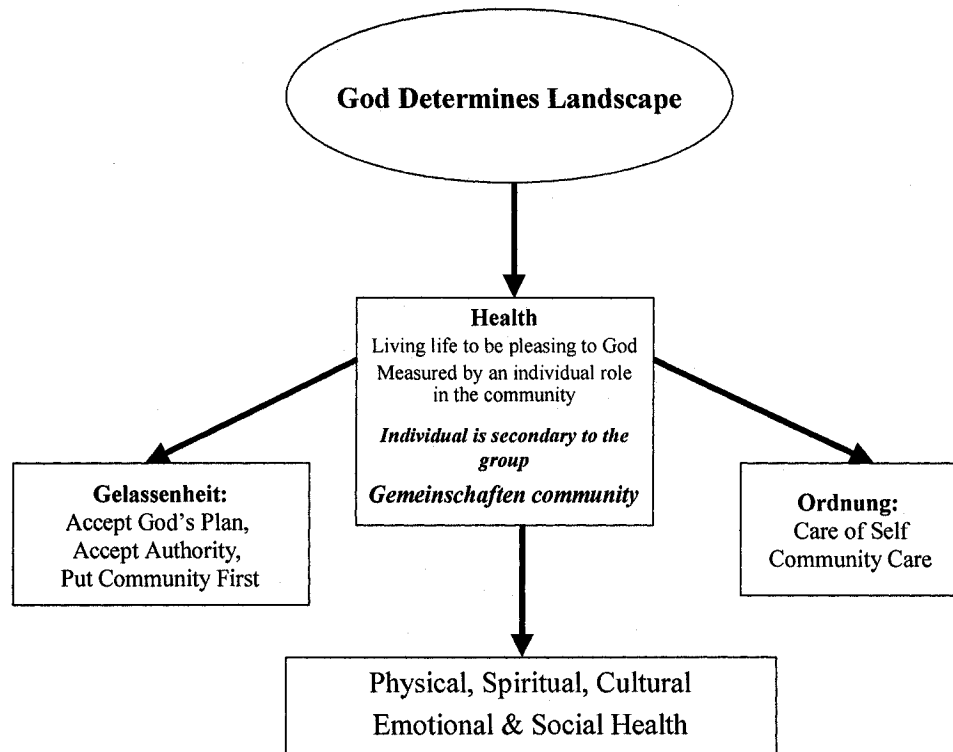 God Determines Landscape
Health
Living life to be pleasing to God
Measured by an individual role
in the community
Individual is secondary to the
group
Gemeinschaften community
Gelassenheit:
Accept God's Plan,
Accept Authority,
Put Community First
Ordnung:
Care of Self
Community Care
Physical, Spiritual, Cultural
Emotional & Social Health